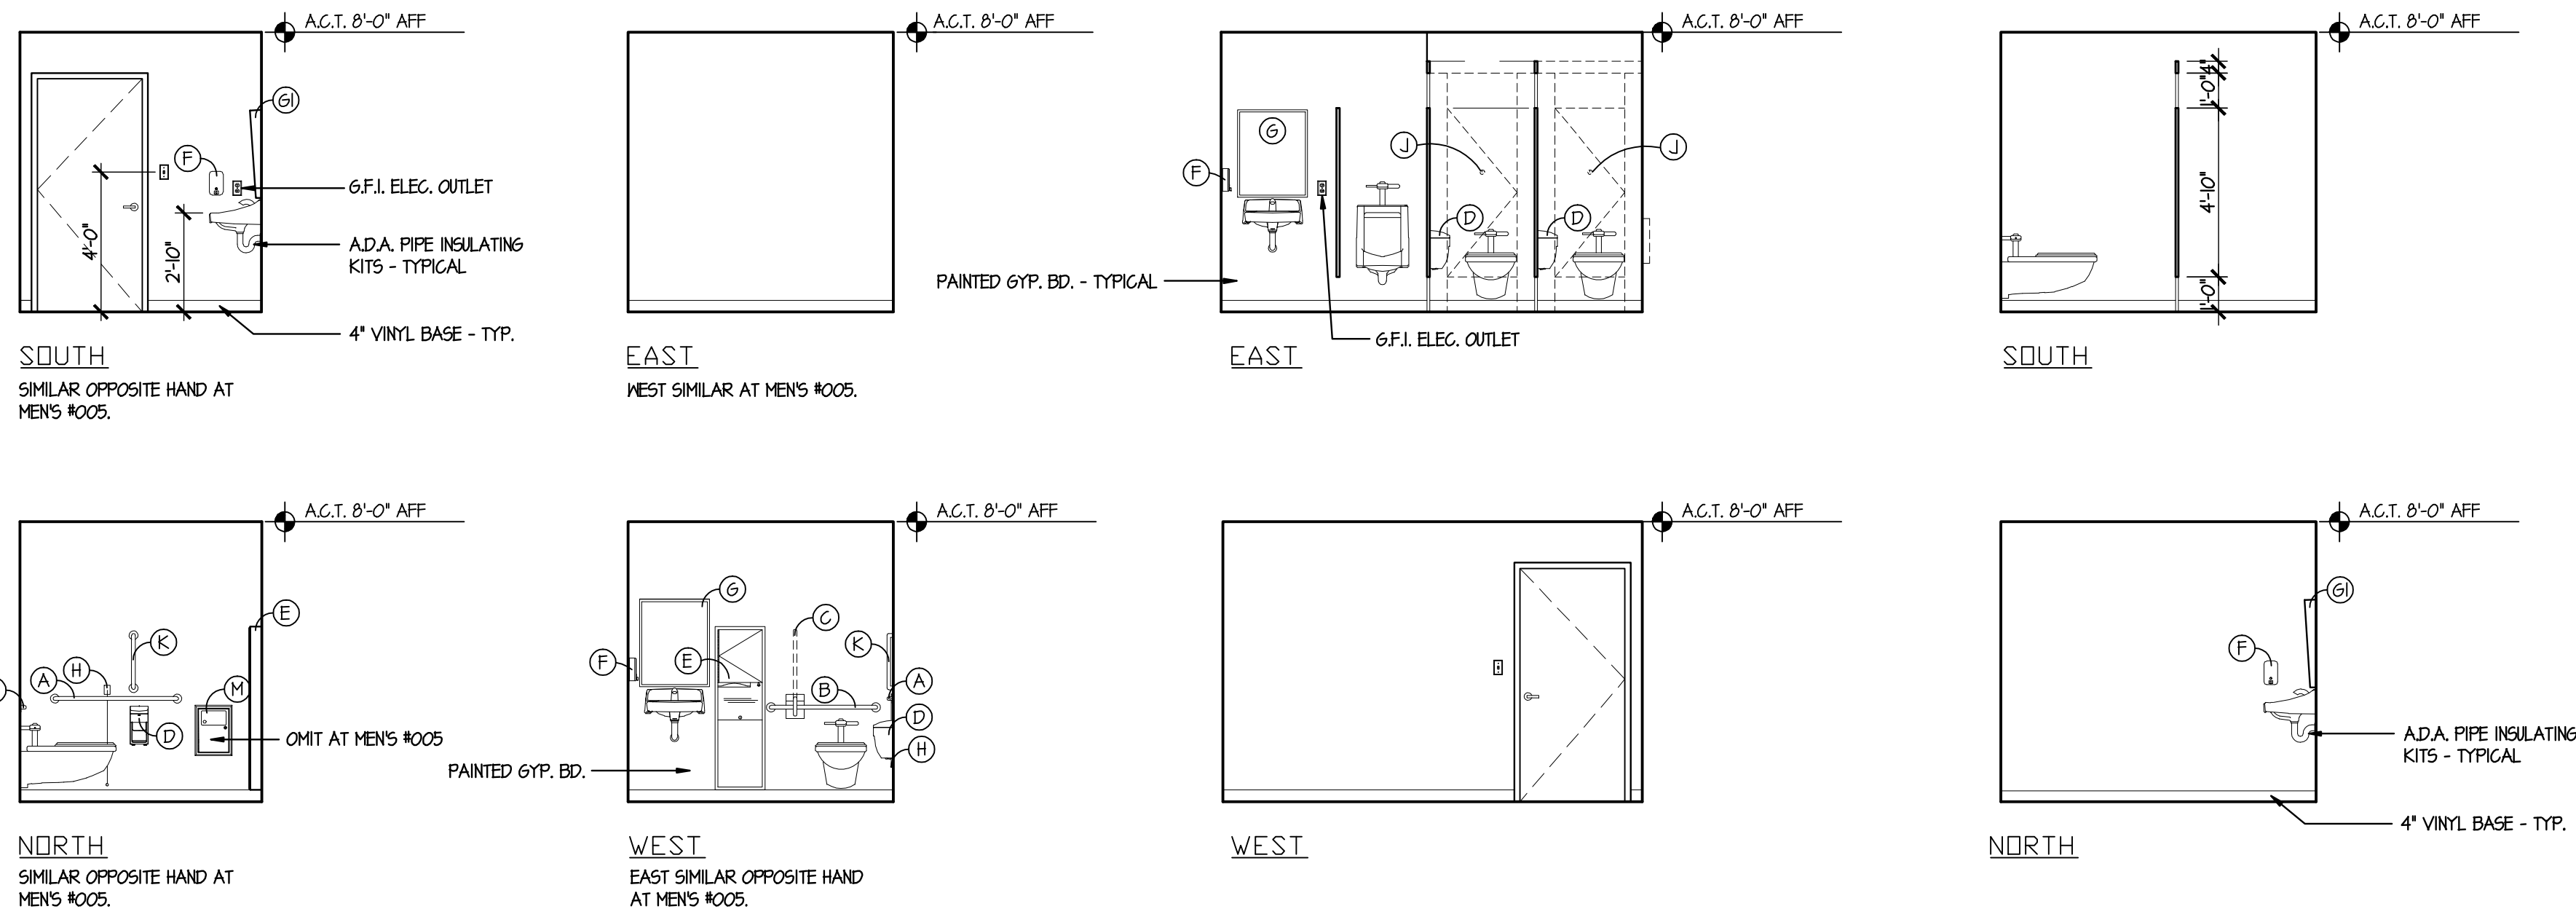 A.C.T. 8'-0" AFF
G1
F
G.F.I. ELEC. OUTLET
4'-0"
2'-10"
A.D.A. PIPE INSULATING
KITS - TYPICAL
4" VINYL BASE - TYP.
SOUTH
SIMILAR OPPOSITE HAND AT
MEN'S #005.
A.C.T. 8'-0" AFF
EAST
WEST SIMILAR AT MEN'S #005.
A.C.T. 8'-0" AFF
G
F
J
J
D
D
PAINTED GYP. BD. - TYPICAL
G.F.I. ELEC. OUTLET
EAST
A.C.T. 8'-0" AFF
4"
1'-0"
4'-10"
1'-0"
SOUTH
A.C.T. 8'-0" AFF
E
K
H
A
M
D
OMIT AT MEN'S #005
NORTH
SIMILAR OPPOSITE HAND AT
MEN'S #005.
A.C.T. 8'-0" AFF
G
C
K
F
E
A
B
D
H
PAINTED GYP. BD.
WEST
EAST SIMILAR OPPOSITE HAND
AT MEN'S #005.
A.C.T. 8'-0" AFF
WEST
A.C.T. 8'-0" AFF
G1
F
A.D.A. PIPE INSULATING
KITS - TYPICAL
4" VINYL BASE - TYP.
NORTH